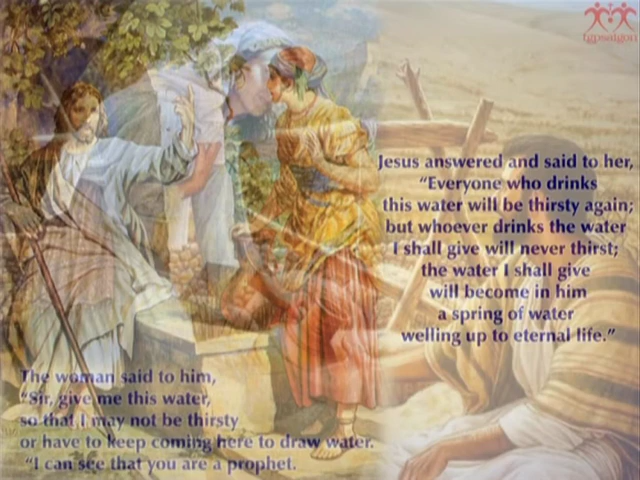 tgpsaigon
Jesus answered and said to her,
“Everyone who drinks
this water will be thirsty again;
but whoever drinks the water
I shall give will never thirst;
the water I shall give
will become in him
a spring of water
welling up to eternal life.”
The woman said to him,
“Sir, give me this water,
so that I may not be thirsty
or have to keep coming here to draw water.
“I can see that you are a prophet.